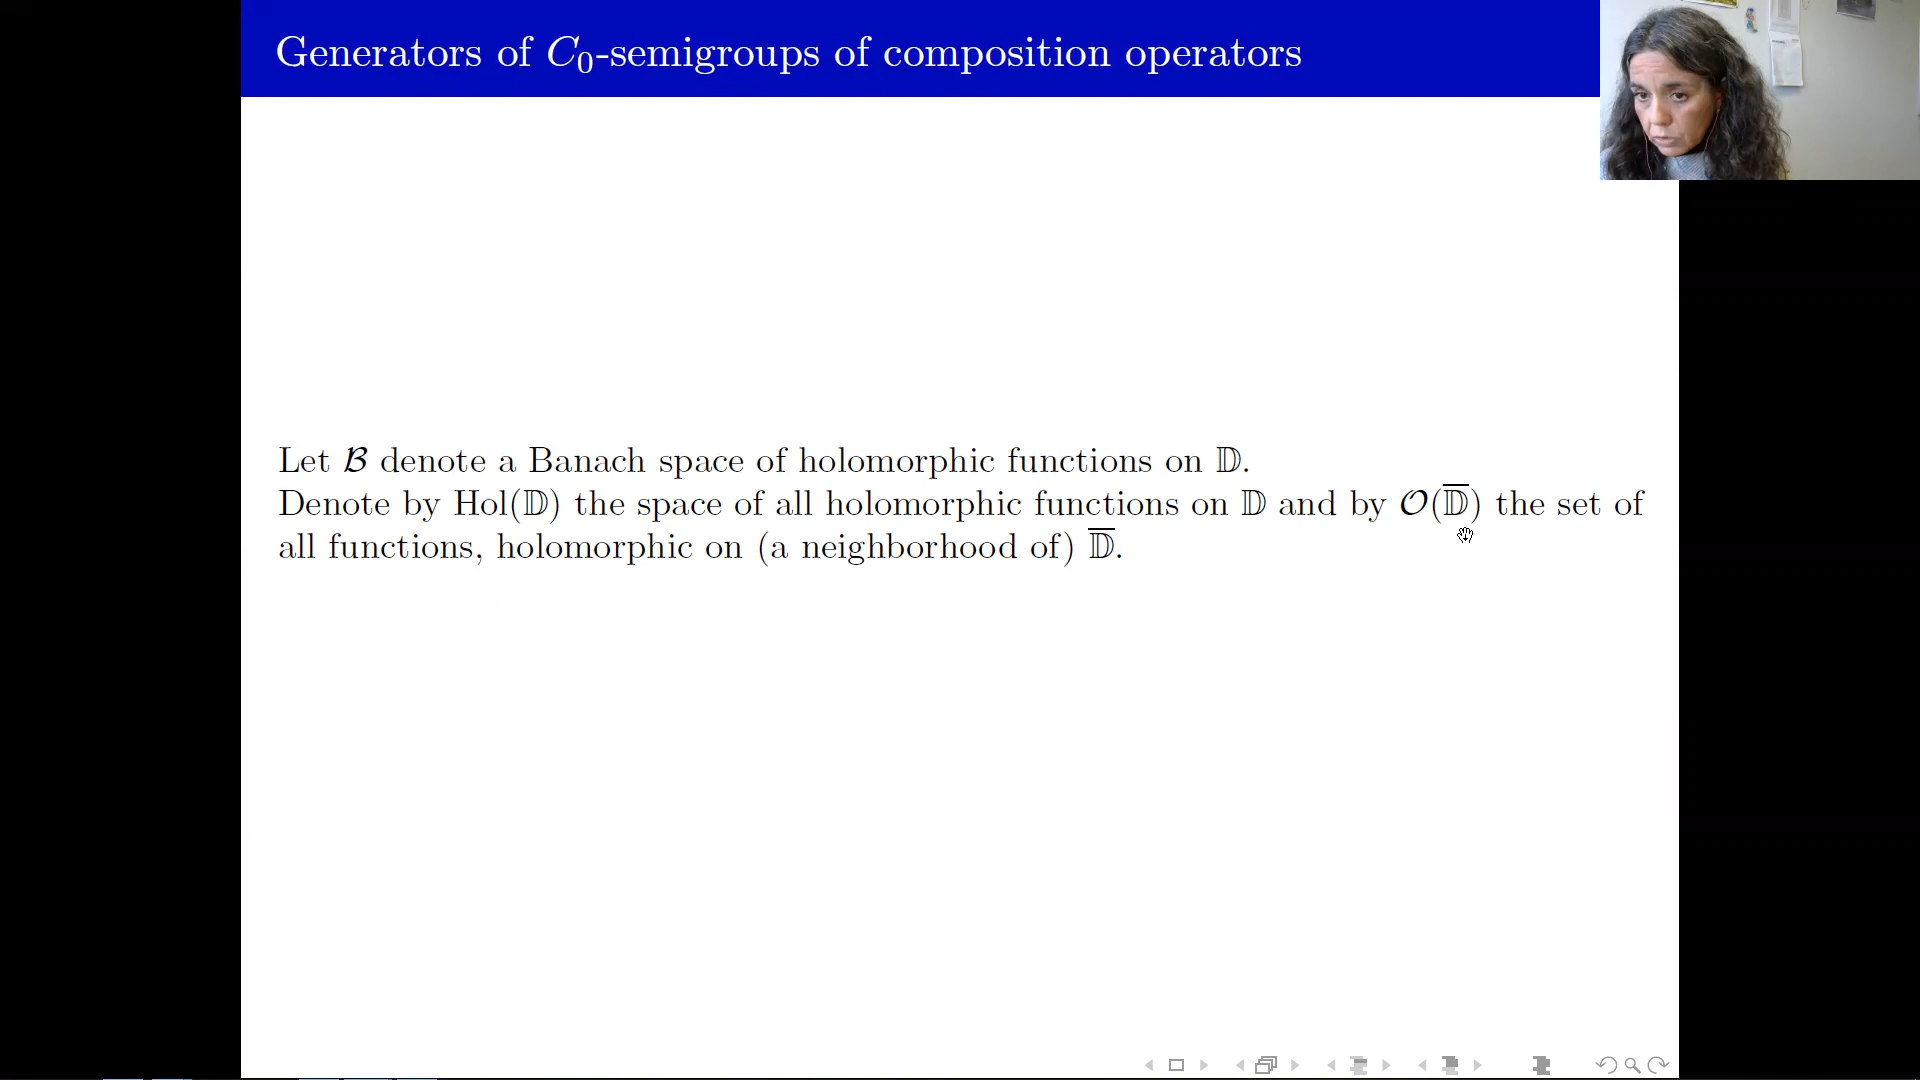 Generators of C₀-semigroups of composition operators
Let ℬ denote a Banach space of holomorphic functions on 𝔻.
Denote by Hol(𝔻) the space of all holomorphic functions on 𝔻 and by 𝒪(𝔻̅) the set of
all functions, holomorphic on (a neighborhood of) 𝔻̅.